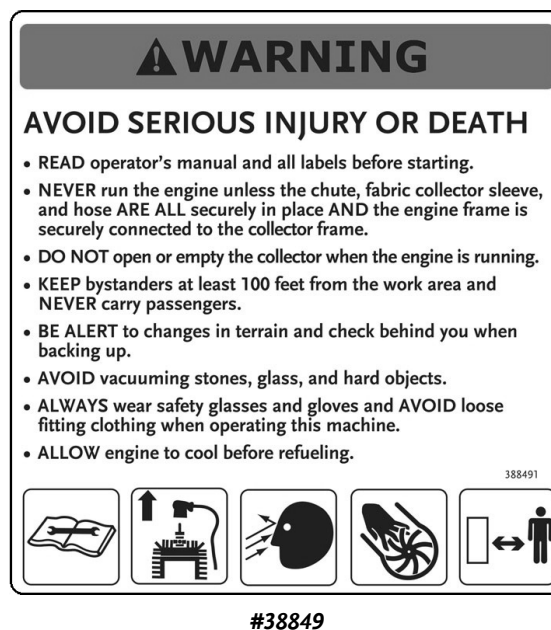 WARNING
AVOID SERIOUS INJURY OR DEATH
• READ operator's manual and all labels before starting.
• NEVER run the engine unless the chute, fabric collector sleeve,
and hose ARE ALL securely in place AND the engine frame is
securely connected to the collector frame.
• DO NOT open or empty the collector when the engine is running.
• KEEP bystanders at least 100 feet from the work area and
NEVER carry passengers.
• BE ALERT to changes in terrain and check behind you when
backing up.
• AVOID vacuuming stones, glass, and hard objects.
• ALWAYS wear safety glasses and gloves and AVOID loose
fitting clothing when operating this machine.
• ALLOW engine to cool before refueling.
388491
#38849